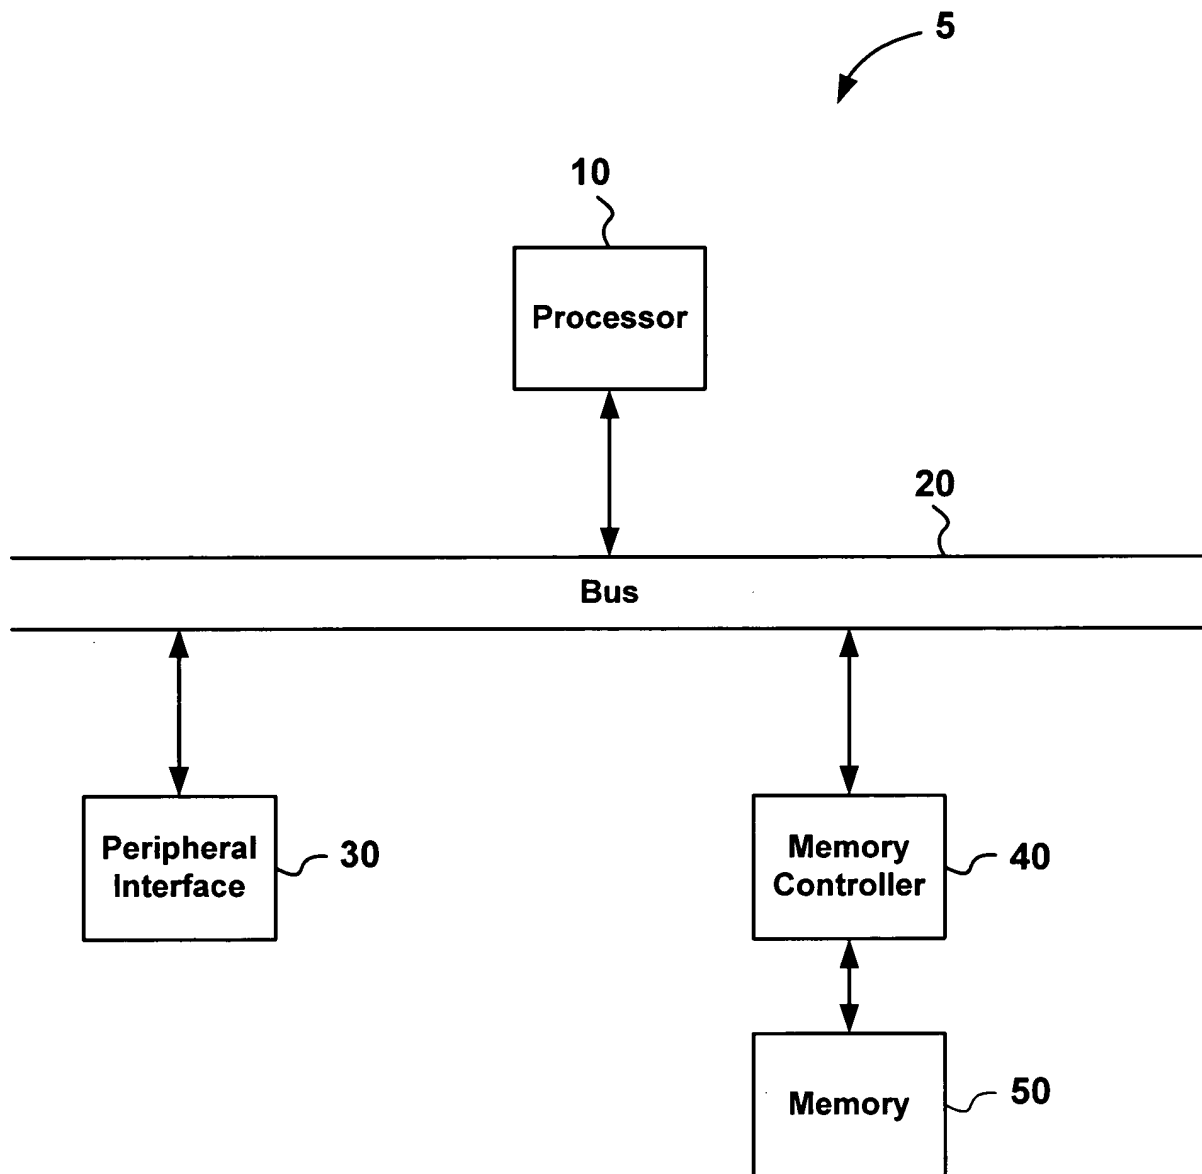 5
10
Processor
20
Bus
Peripheral
Interface
30
Memory
Controller
40
Memory
50